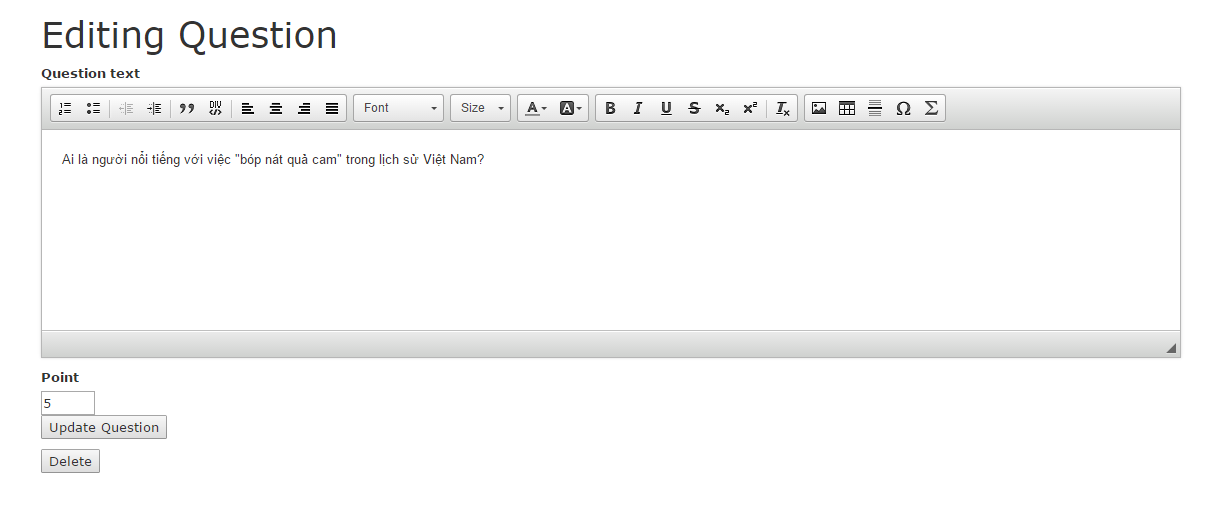 Editing Question
Question text
Font Size
Ai là người nổi tiếng với việc "bóp nát quả cam" trong lịch sử Việt Nam?
Point
5
Update Question
Delete